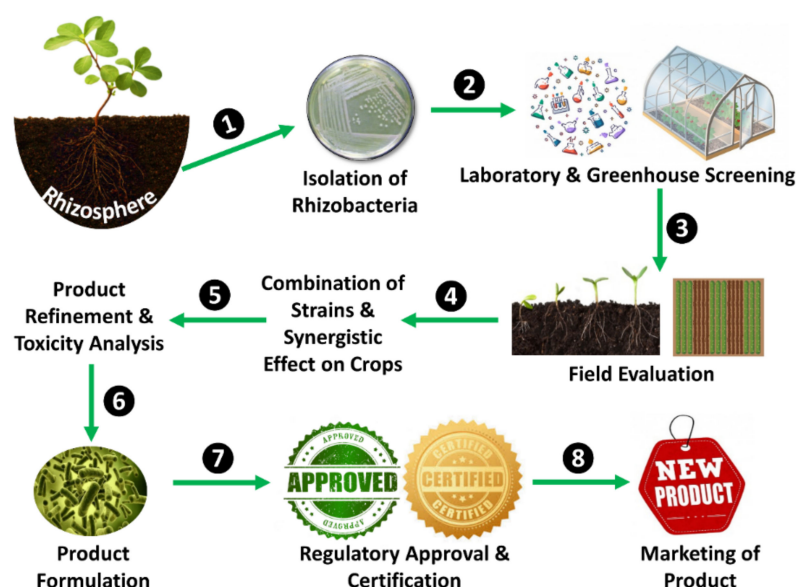 Rhizosphere
1
Isolation of
Rhizobacteria
2
Laboratory & Greenhouse Screening
3
Field Evaluation
4
Combination of
Strains &
Synergistic
Effect on Crops
5
Product
Refinement &
Toxicity Analysis
6
Product
Formulation
7
APPROVED
APPROVED
APPROVED
CERTIFIED
CERTIFIED
CERTIFIED
Regulatory Approval &
Certification
8
NEW
PRODUCT
Marketing of
Product